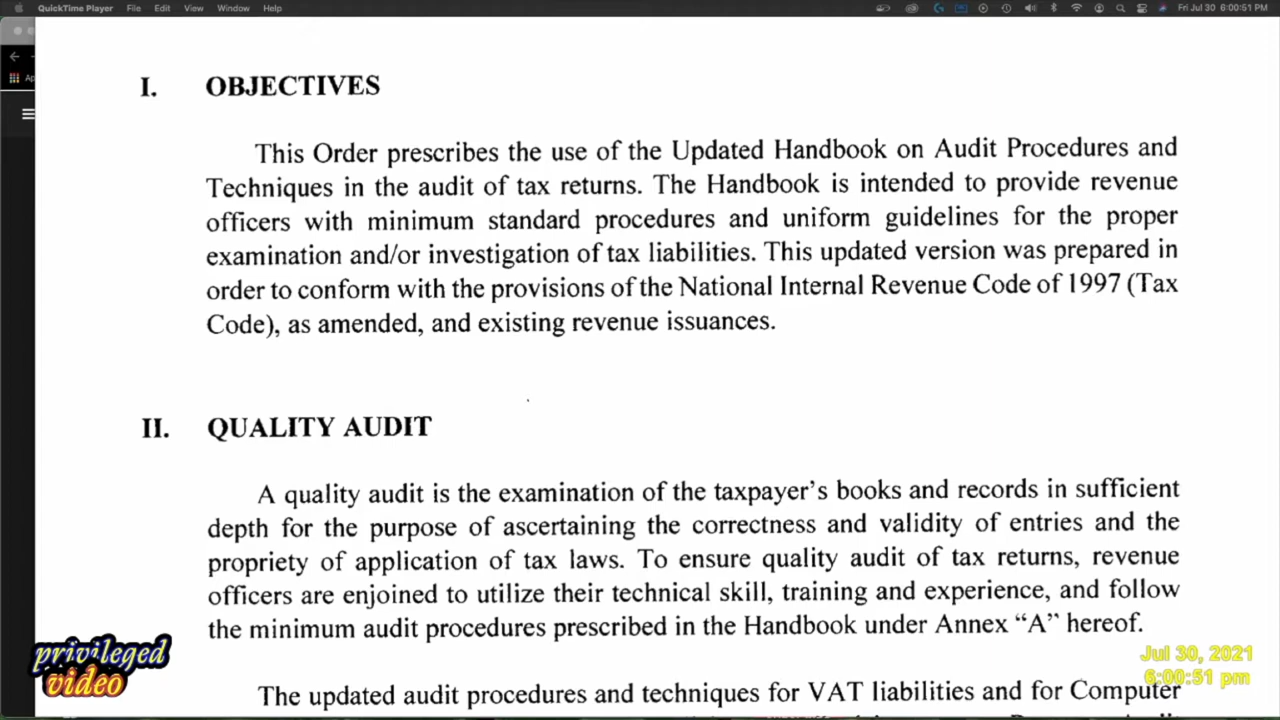 QuickTime Player File Edit View Window Help Fri Jul 30 6:00:51 PM
I. OBJECTIVES
This Order prescribes the use of the Updated Handbook on Audit Procedures and
Techniques in the audit of tax returns. The Handbook is intended to provide revenue
officers with minimum standard procedures and uniform guidelines for the proper
examination and/or investigation of tax liabilities. This updated version was prepared in
order to conform with the provisions of the National Internal Revenue Code of 1997 (Tax
Code), as amended, and existing revenue issuances.
II. QUALITY AUDIT
A quality audit is the examination of the taxpayer's books and records in sufficient
depth for the purpose of ascertaining the correctness and validity of entries and the
propriety of application of tax laws. To ensure quality audit of tax returns, revenue
officers are enjoined to utilize their technical skill, training and experience, and follow
the minimum audit procedures prescribed in the Handbook under Annex “A” hereof.
The updated audit procedures and techniques for VAT liabilities and for Computer
privileged
video
Jul 30, 2021
6:00:51 pm